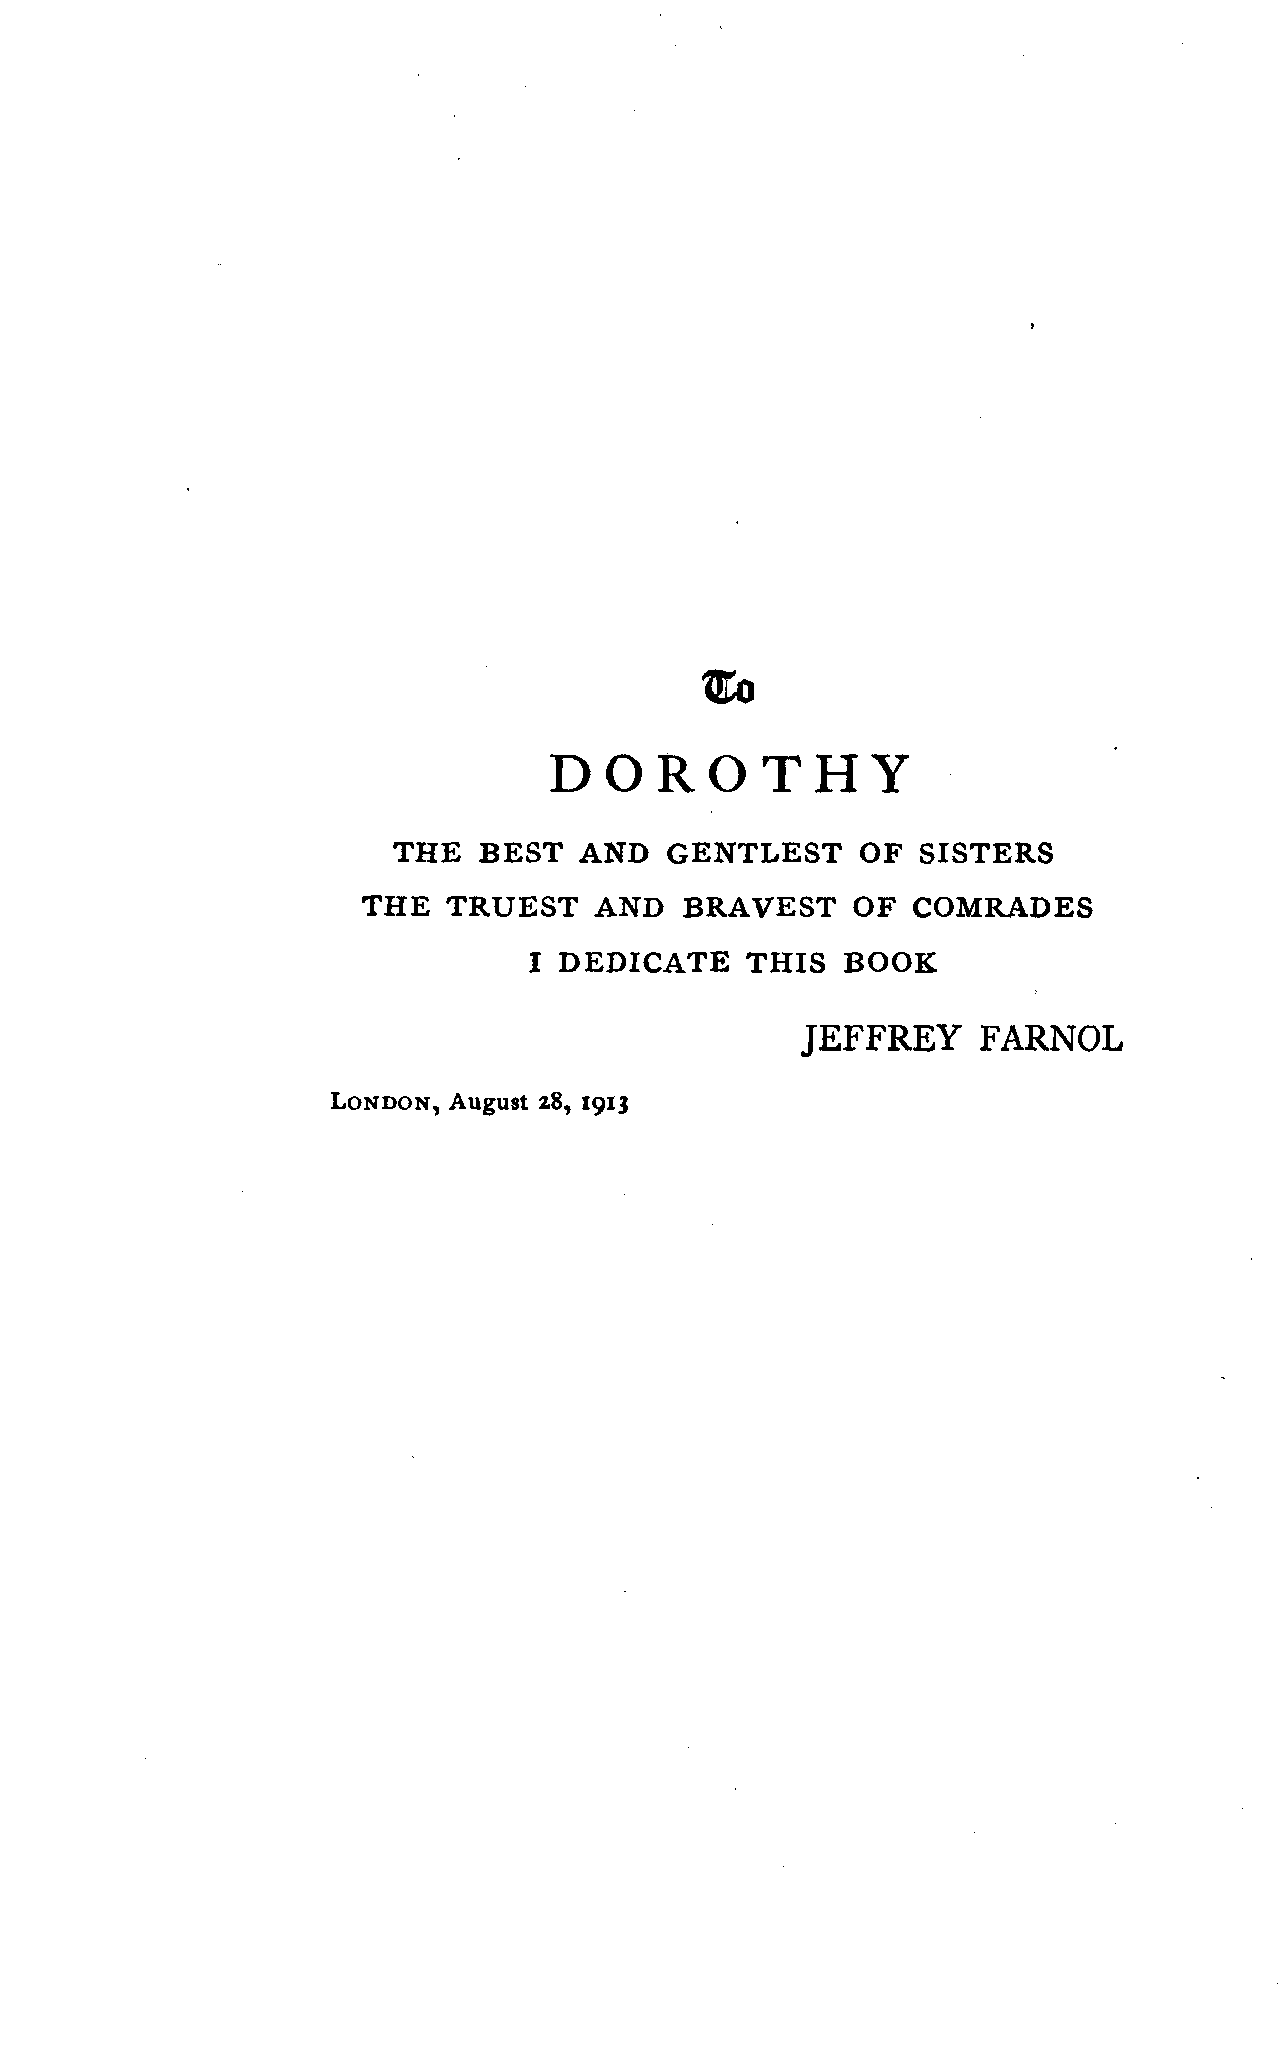 To
DOROTHY
THE BEST AND GENTLEST OF SISTERS
THE TRUEST AND BRAVEST OF COMRADES
I DEDICATE THIS BOOK
JEFFREY FARNOL
LONDON, August 28, 1913